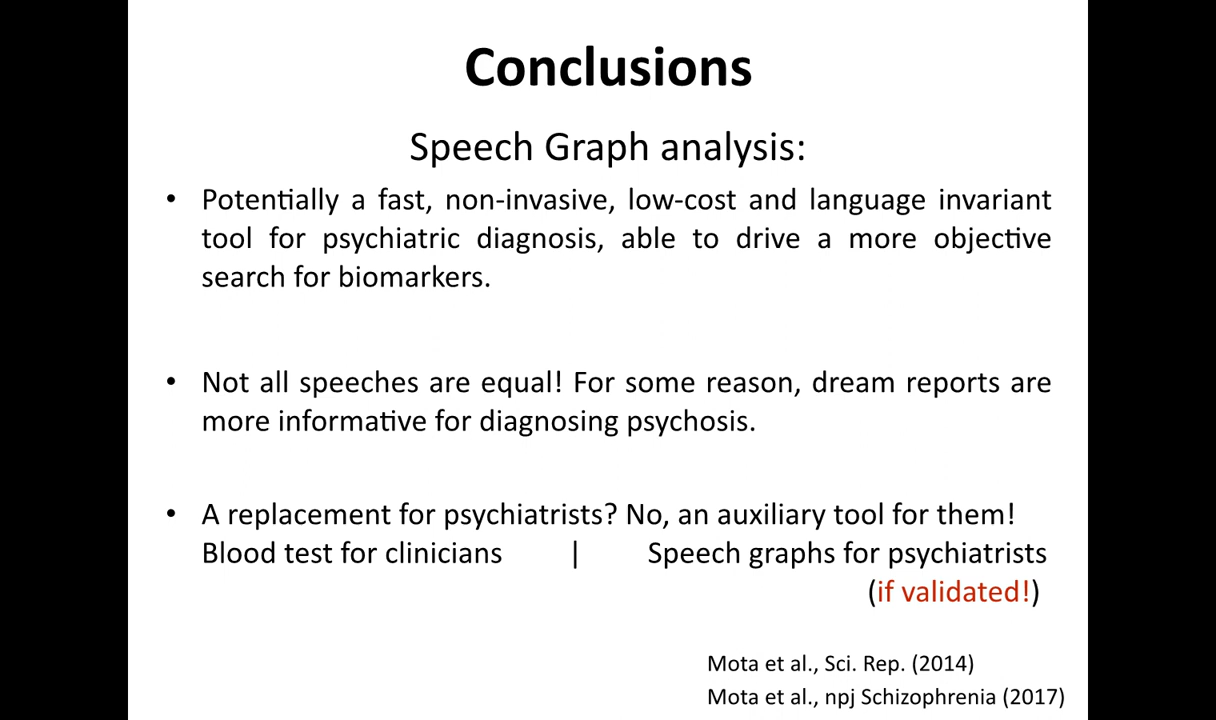 Conclusions
Speech Graph analysis:
• Potentially a fast, non-invasive, low-cost and language invariant
tool for psychiatric diagnosis, able to drive a more objective
search for biomarkers.
• Not all speeches are equal! For some reason, dream reports are
more informative for diagnosing psychosis.
• A replacement for psychiatrists? No, an auxiliary tool for them!
Blood test for clinicians | Speech graphs for psychiatrists
(if validated!)
Mota et al., Sci. Rep. (2014)
Mota et al., npj Schizophrenia (2017)